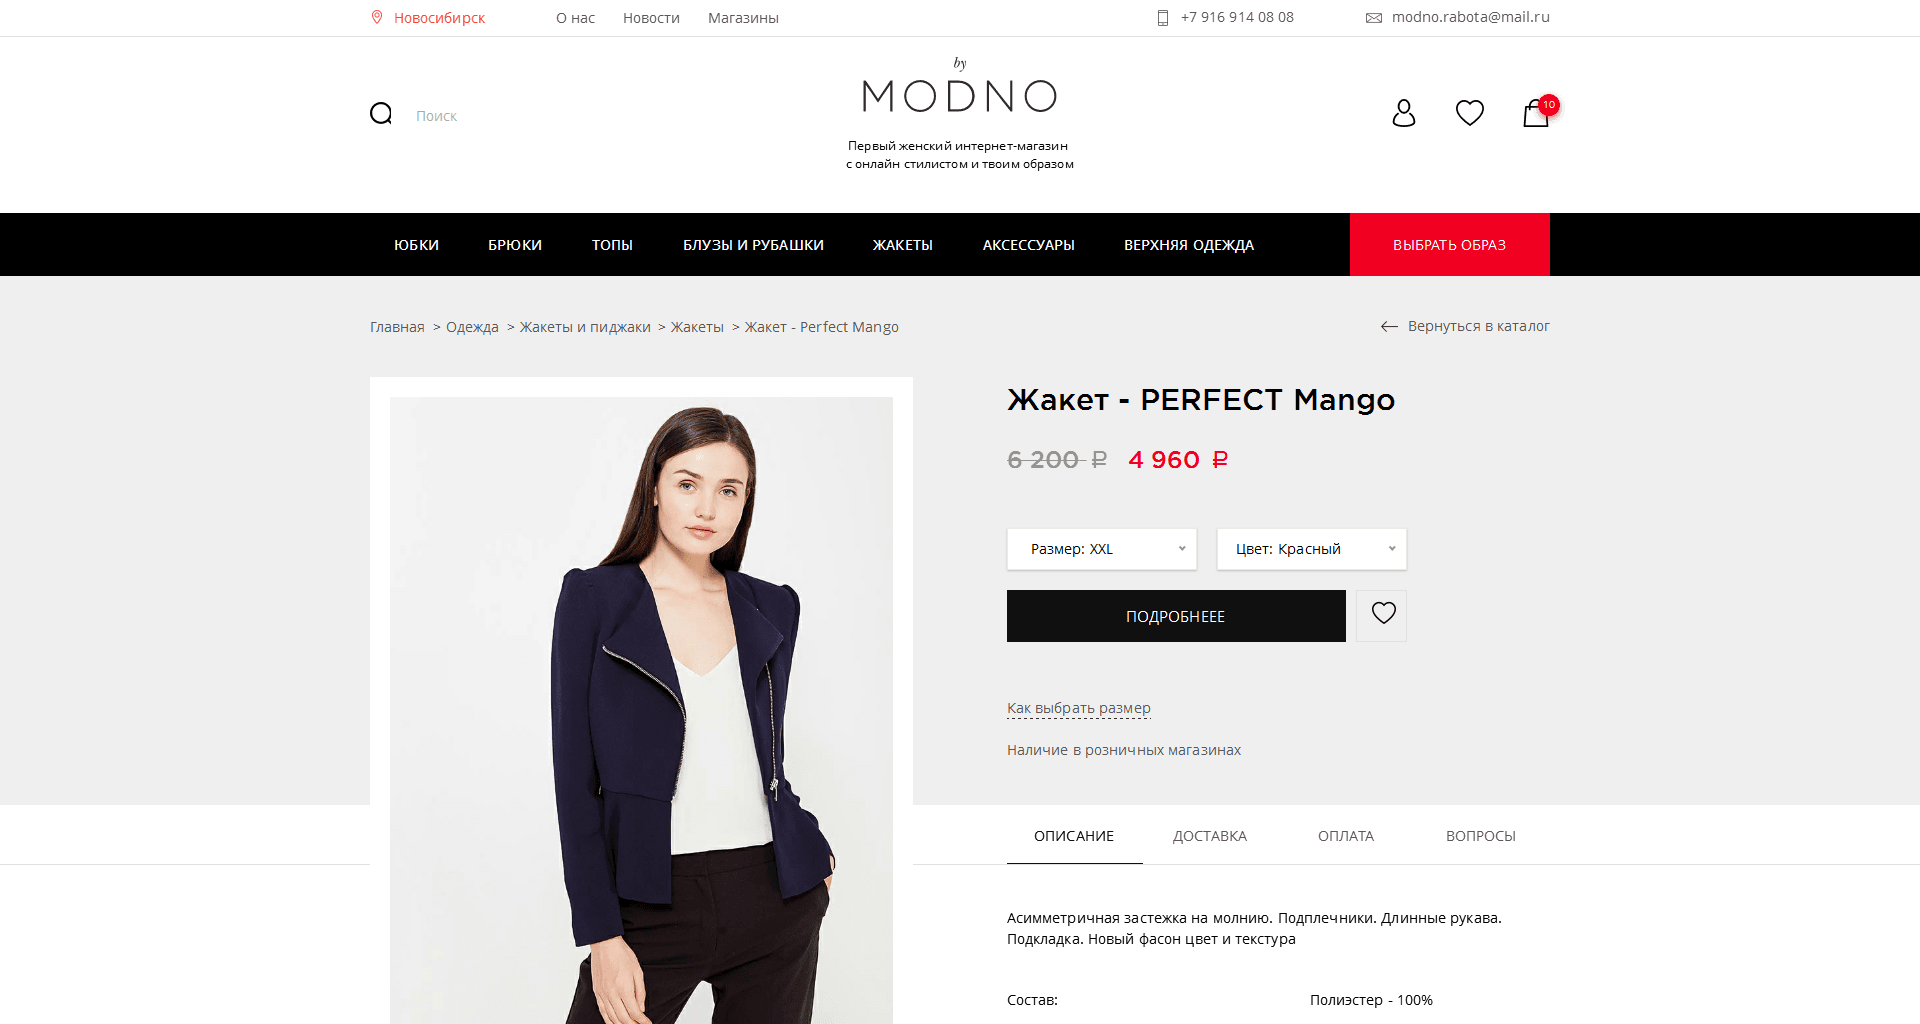 Новосибирск
О нас
Новости
Магазины
+7 916 914 08 08
modno.rabota@mail.ru
Поиск
by
MODNO
Первый женский интернет-магазин
с онлайн стилистом и твоим образом
10
ЮБКИ
БРЮКИ
ТОПЫ
БЛУЗЫ И РУБАШКИ
ЖАКЕТЫ
АКСЕССУАРЫ
ВЕРХНЯЯ ОДЕЖДА
ВЫБРАТЬ ОБРАЗ
Главная > Одежда > Жакеты и пиджаки > Жакеты > Жакет - Perfect Mango
Вернуться в каталог
Жакет - PERFECT Mango
6 200 ₽ 4 960 ₽
Размер: XXL
Цвет: Красный
ПОДРОБНЕЕЕ
Как выбрать размер
Наличие в розничных магазинах
ОПИСАНИЕ
ДОСТАВКА
ОПЛАТА
ВОПРОСЫ
Асимметричная застежка на молнию. Подплечники. Длинные рукава.
Подкладка. Новый фасон цвет и текстура
Состав: Полиэстер - 100%